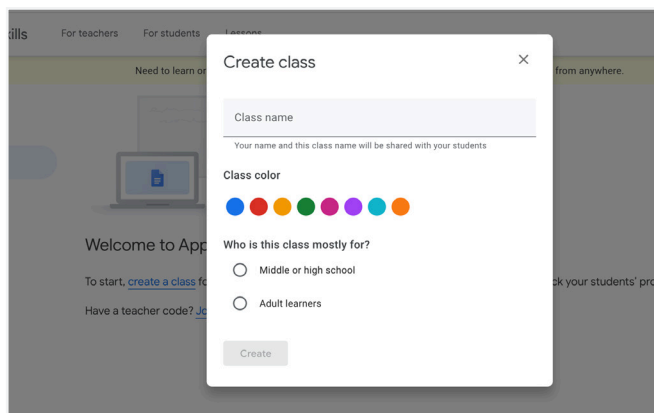 For teachers For students Lessons
Create class
Need to learn or
from anywhere.
Class name
Your name and this class name will be shared with your students
Class color
Welcome to App
Who is this class mostly for?
To start, create a class fo
Middle or high school
ck your students' pro
Have a teacher code? Jo
Adult learners
Create